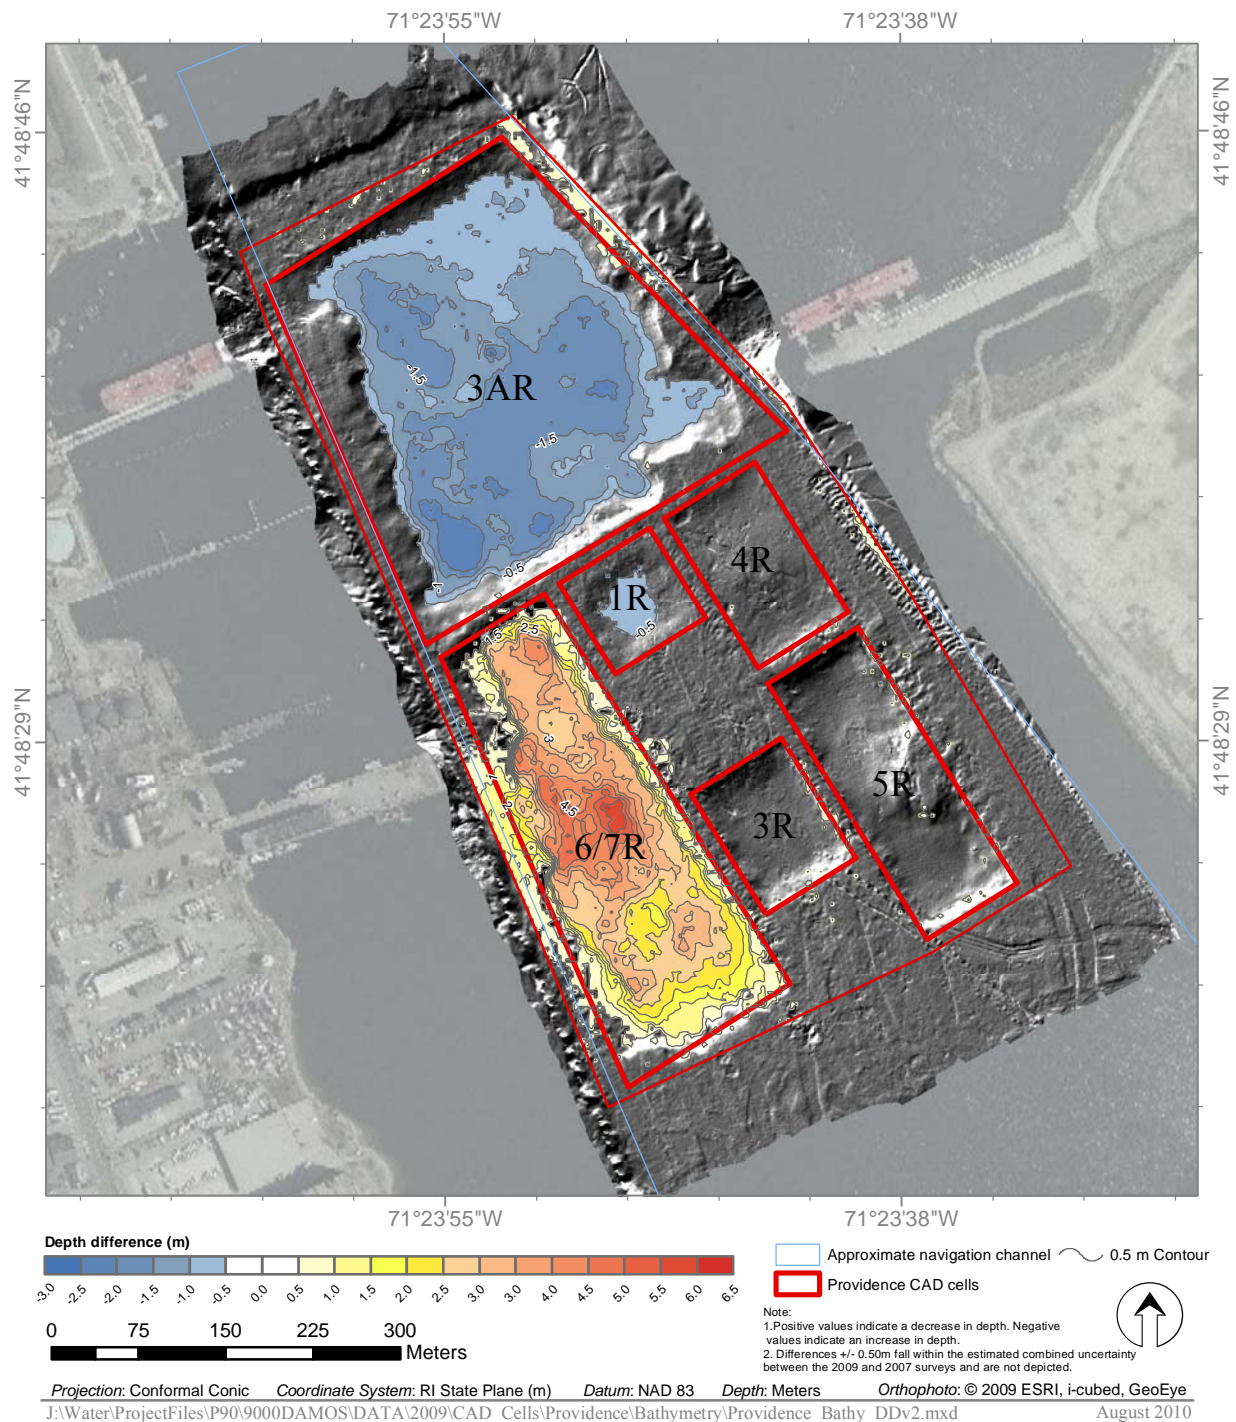 71°23'55"W 71°23'38"W
41°48'46"N 41°48'46"N
3AR
-1.5
-1.5
-0.5
-1
4R
1R
-0.5
1.5 2.5
3
41°48'29"N 41°48'29"N
1
2
4.5
6/7R
3R
5R
71°23'55"W 71°23'38"W
Depth difference (m)
-3.0 -2.5 -2.0 -1.5 -1.0 -0.5 0.0 0.5 1.0 1.5 2.0 2.5 3.0 3.0 4.0 4.5 5.0 5.5 6.0 6.5
0 75 150 225 300
Meters
Approximate navigation channel 0.5 m Contour
Providence CAD cells
Note:
1.Positive values indicate a decrease in depth. Negative
values indicate an increase in depth.
2. Differences +/- 0.50m fall within the estimated combined uncertainty
between the 2009 and 2007 surveys and are not depicted.
Projection: Conformal Conic Coordinate System: RI State Plane (m) Datum: NAD 83 Depth: Meters Orthophoto: © 2009 ESRI, i-cubed, GeoEye
J:\Water\ProjectFiles\P90\9000DAMOS\DATA\2009\CAD_Cells\Providence\Bathymetry\Providence_Bathy_DDv2.mxd August 2010